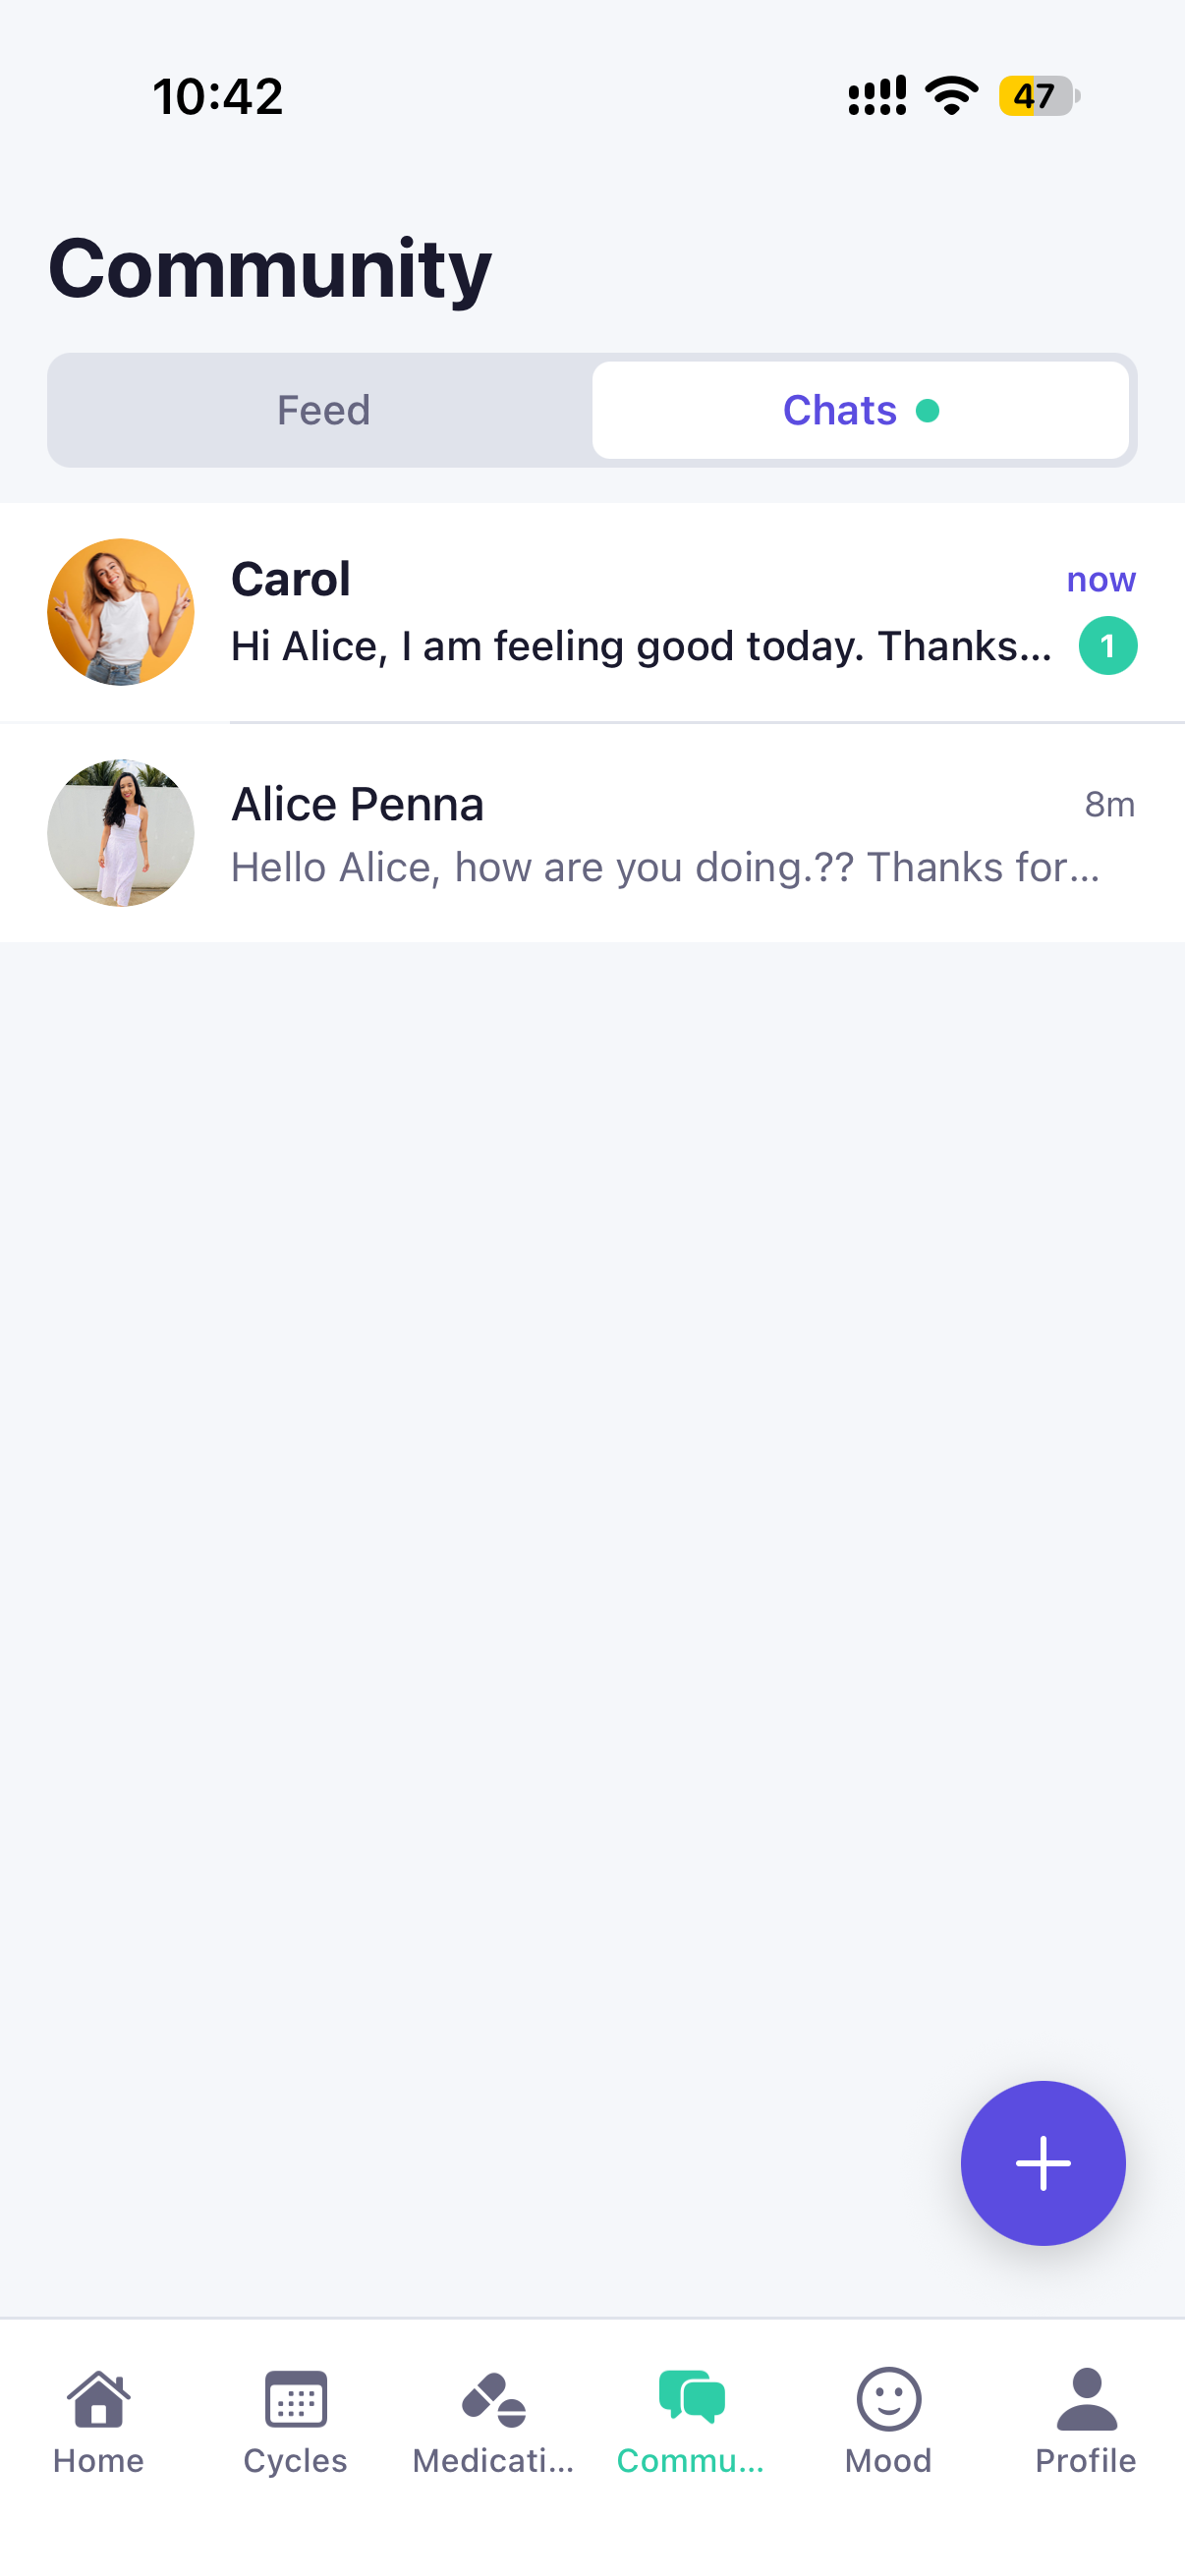 10:42
47
Community
Feed
Chats
Carol
now
Hi Alice, I am feeling good today. Thanks...
1
Alice Penna
8m
Hello Alice, how are you doing.?? Thanks for...
Home
Cycles
Medicati...
Commu...
Mood
Profile